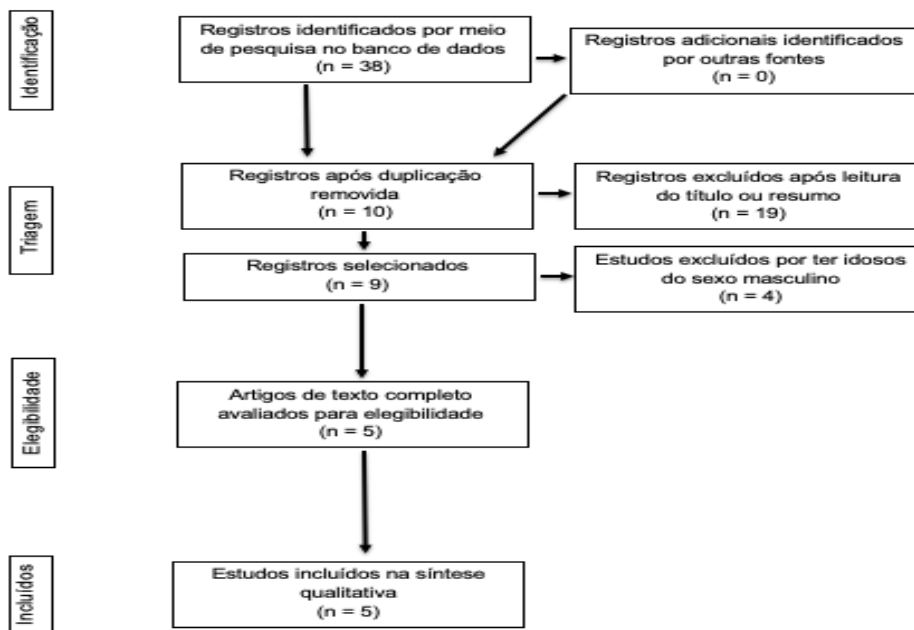 Identificação
Registros identificados por meio
de pesquisa no banco de dados
(n = 38)
Registros adicionais identificados
por outras fontes
(n = 0)
Triagem
Registros após duplicação
removida
(n = 10)
Registros excluídos após leitura
do título ou resumo
(n = 19)
Registros selecionados
(n = 9)
Estudos excluídos por ter idosos
do sexo masculino
(n = 4)
Elegibilidade
Artigos de texto completo
avaliados para elegibilidade
(n = 5)
Incluídos
Estudos incluídos na síntese
qualitativa
(n = 5)